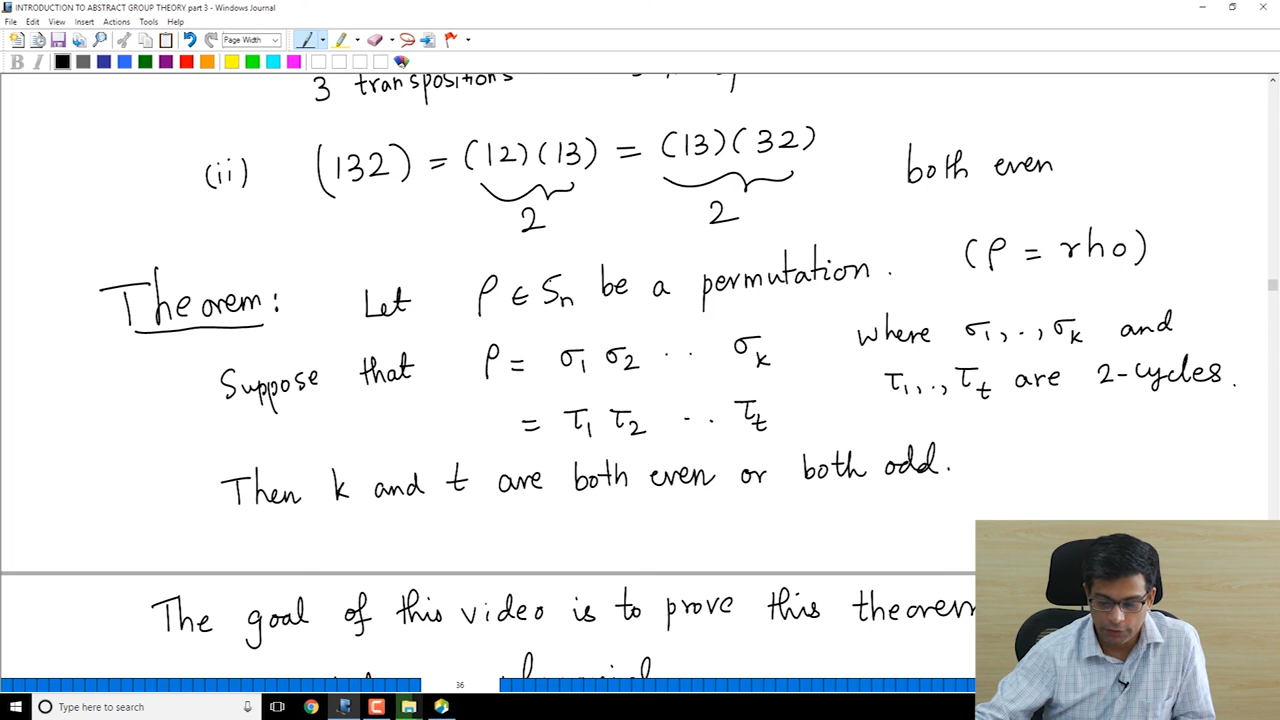 INTRODUCTION TO ABSTRACT GROUP THEORY part 3 - Windows Journal
File Edit View Insert Actions Tools Help
Page Width
B I
3 transpositions
(ii) (132) = (12)(13) = (13)(32) both even
2 2
Theorem: Let ρ ∈ Sn be a permutation. (ρ = rho)
Suppose that ρ = σ1 σ2 .. σk where σ1,..,σk and
= τ1 τ2 .. τt τ1,..,τt are 2-cycles.
Then k and t are both even or both odd.
The goal of this video is to prove this theorem
36
Type here to search